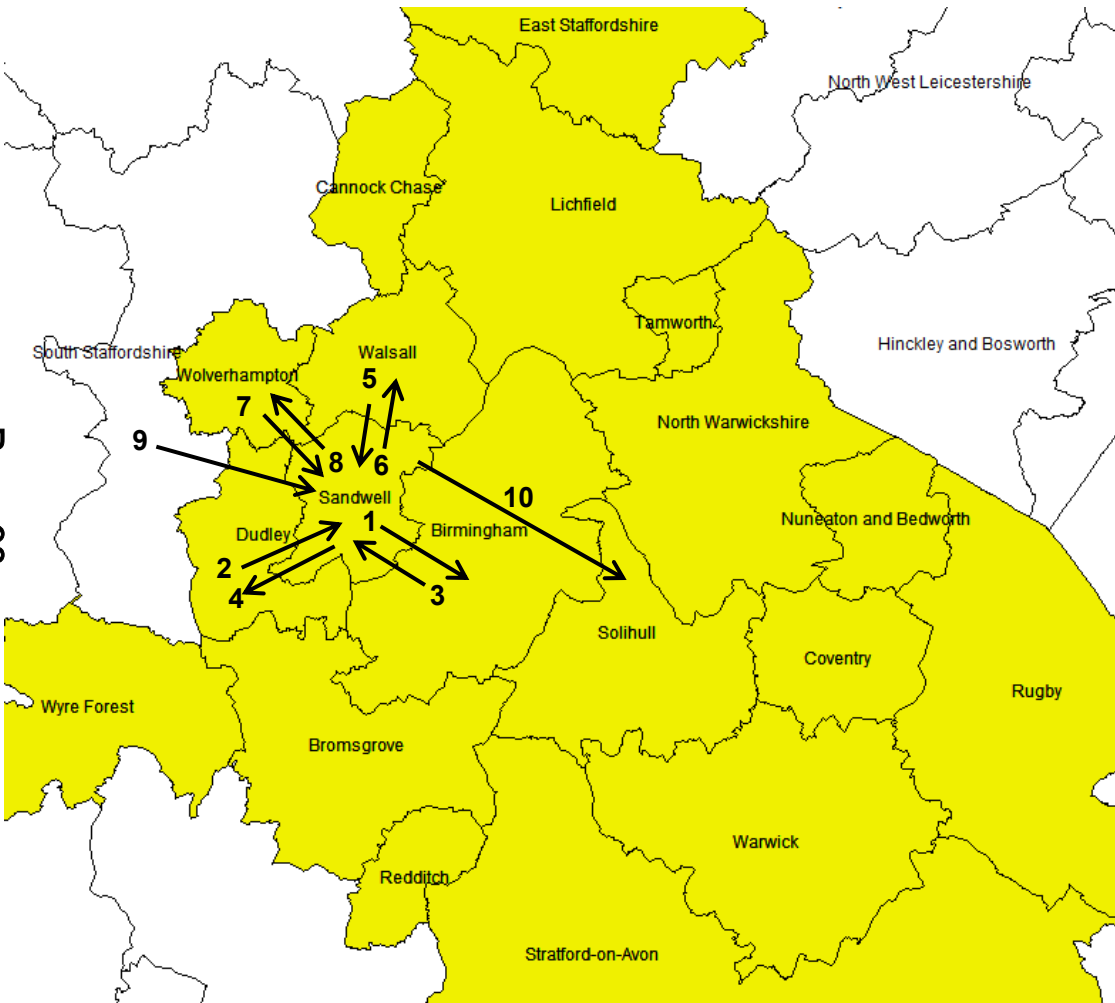 East Staffordshire
North West Leicestershire
Cannock Chase
Lichfield
Tamworth
South Staffordshire
Walsall
Hinckley and Bosworth
Wolverhampton
5
7
North Warwickshire
9
8
6
10
Sandwell
1
Birmingham
Nuneaton and Bedworth
Dudley
2
4
3
Solihull
Coventry
Rugby
Wyre Forest
Bromsgrove
Warwick
Redditch
Stratford-on-Avon